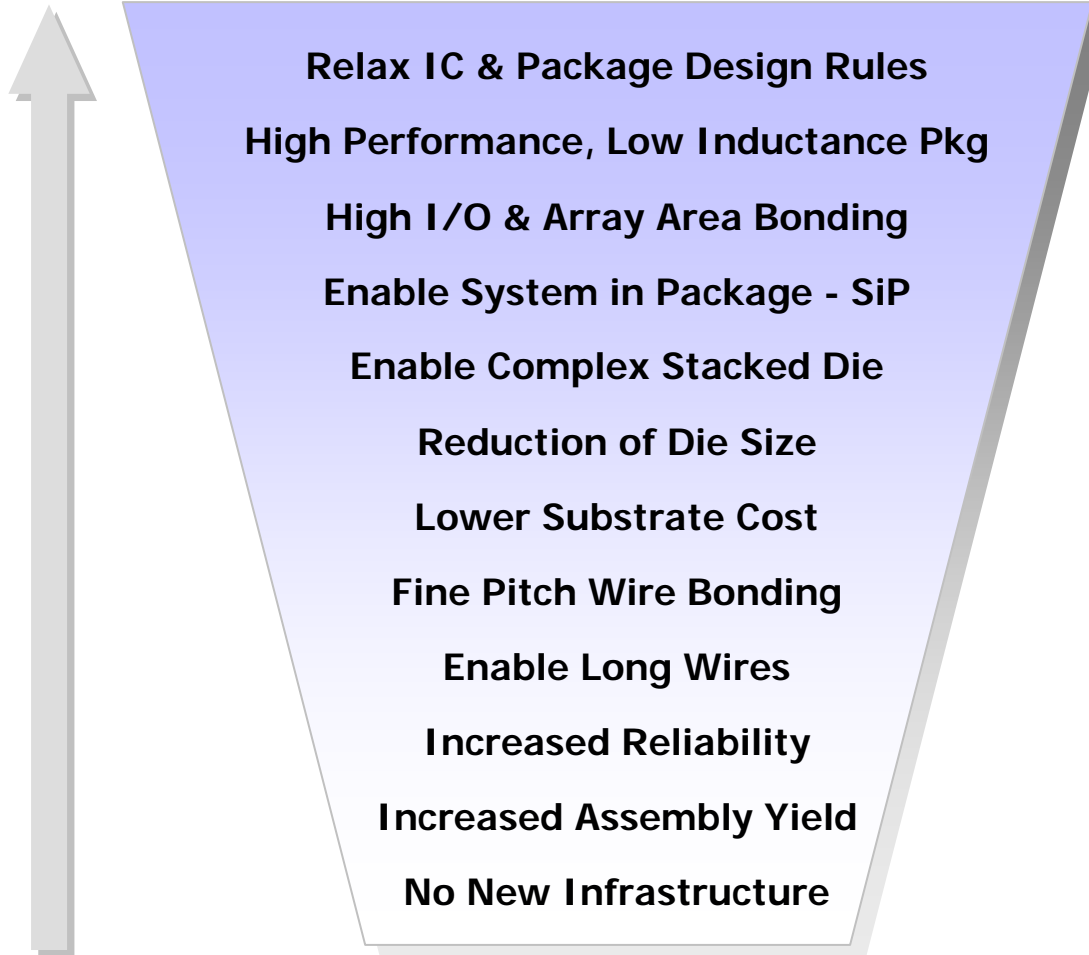 Relax IC & Package Design Rules
High Performance, Low Inductance Pkg
High I/O & Array Area Bonding
Enable System in Package - SiP
Enable Complex Stacked Die
Reduction of Die Size
Lower Substrate Cost
Fine Pitch Wire Bonding
Enable Long Wires
Increased Reliability
Increased Assembly Yield
No New Infrastructure